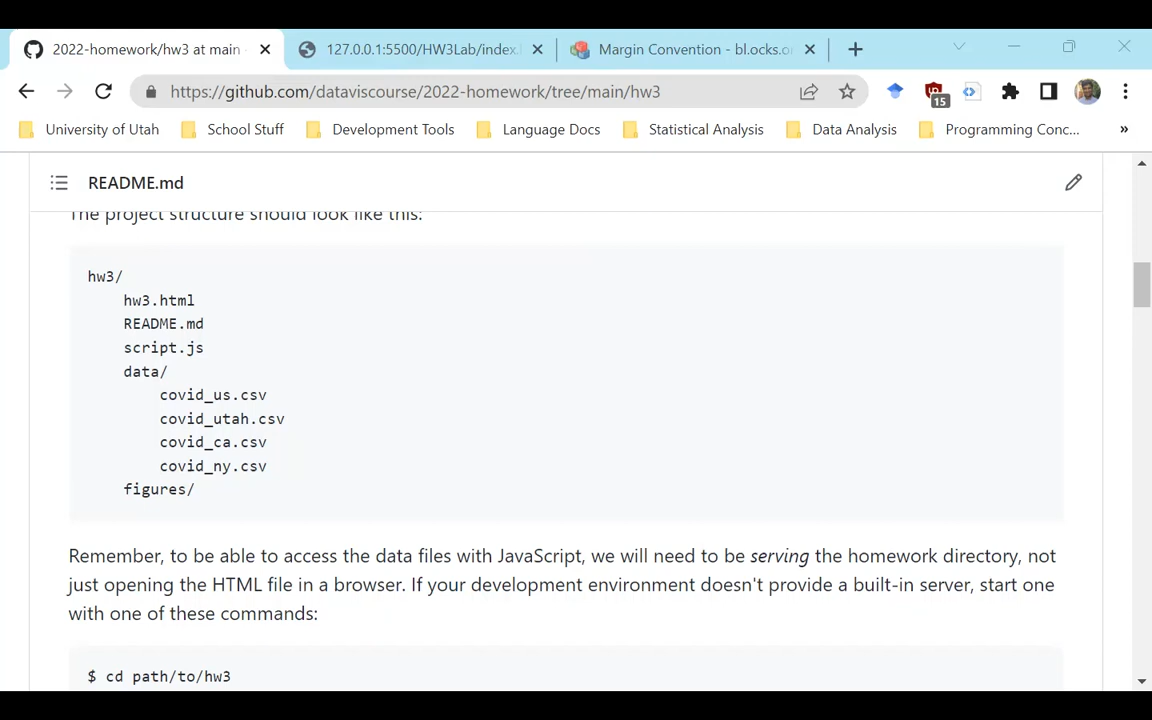 2022-homework/hw3 at main
127.0.0.1:5500/HW3Lab/index.
Margin Convention - bl.ocks.or
https://github.com/dataviscourse/2022-homework/tree/main/hw3
15
University of Utah
School Stuff
Development Tools
Language Docs
Statistical Analysis
Data Analysis
Programming Conc...
»
README.md
The project structure should look like this:
hw3/
hw3.html
README.md
script.js
data/
covid_us.csv
covid_utah.csv
covid_ca.csv
covid_ny.csv
figures/
Remember, to be able to access the data files with JavaScript, we will need to be serving the homework directory, not
just opening the HTML file in a browser. If your development environment doesn't provide a built-in server, start one
with one of these commands:
$ cd path/to/hw3